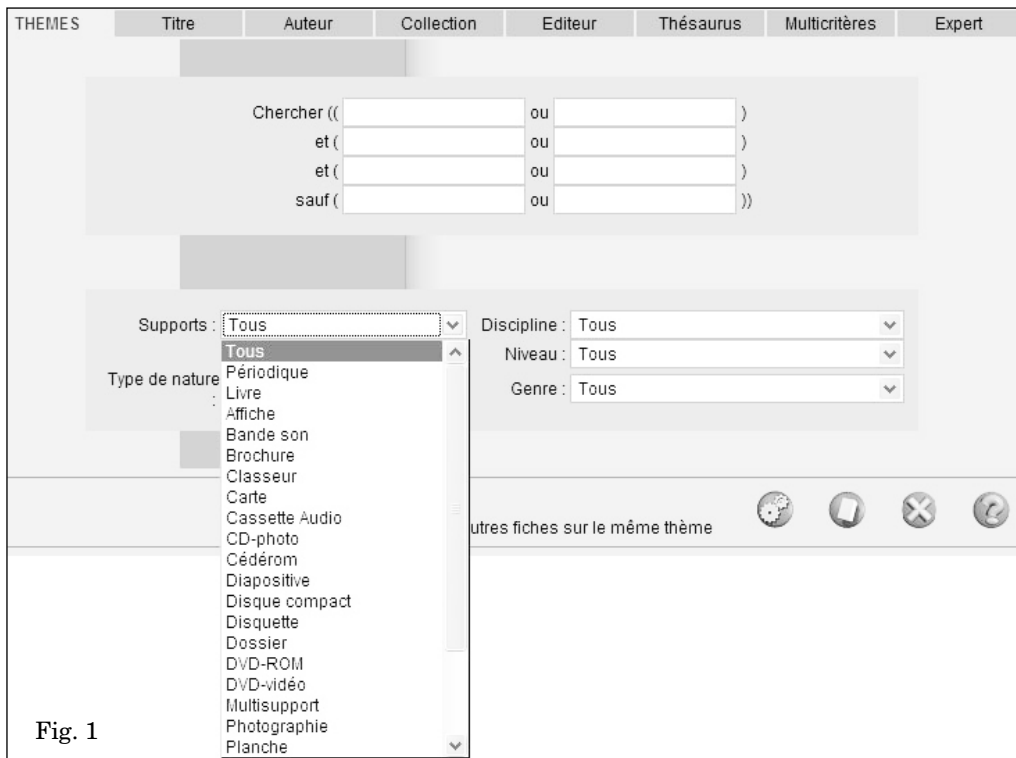 THEMES Titre Auteur Collection Editeur Thésaurus Multicritères Expert
Chercher (( ou )
et ( ou )
et ( ou )
sauf ( ou ))
Supports : Tous Discipline : Tous
Niveau : Tous
Type de nature :
Genre : Tous
Tous
Périodique
Livre
Affiche
Bande son
Brochure
Classeur
Carte
Cassette Audio
CD-photo
Cédérom
Diapositive
Disque compact
Disquette
Dossier
DVD-ROM
DVD-vidéo
Multisupport
Photographie
Planche
utres fiches sur le même thème
Fig. 1